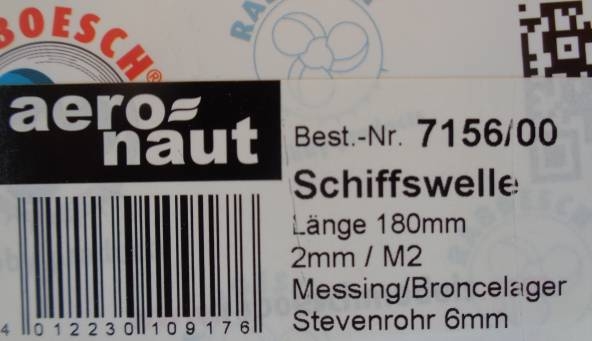 BOESCH®
aero-
naut
Best.-Nr. 7156/00
Schiffswelle
Länge 180mm
2mm / M2
Messing/Broncelager
Stevenrohr 6mm
4 012230 109176